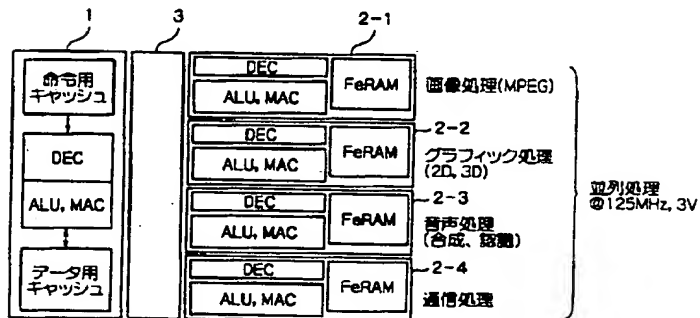 1
3
2-1
命令用
キャッシュ
DEC
ALU, MAC
データ用
キャッシュ
DEC
ALU, MAC
FeRAM
画像処理(MPEG)
2-2
DEC
ALU, MAC
FeRAM
グラフィック処理
(2D, 3D)
2-3
DEC
ALU, MAC
FeRAM
音声処理
(合成、認識)
2-4
DEC
ALU, MAC
FeRAM
通信処理
並列処理
@125MHz, 3V